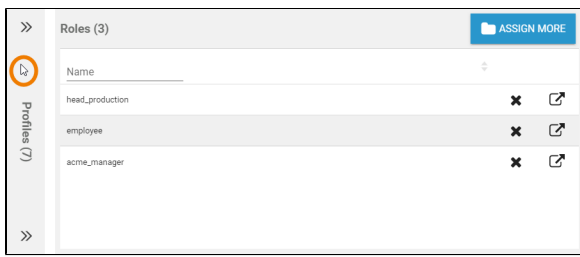 Roles (3)
ASSIGN MORE
Name
head_production
employee
acme_manager
Profiles (7)